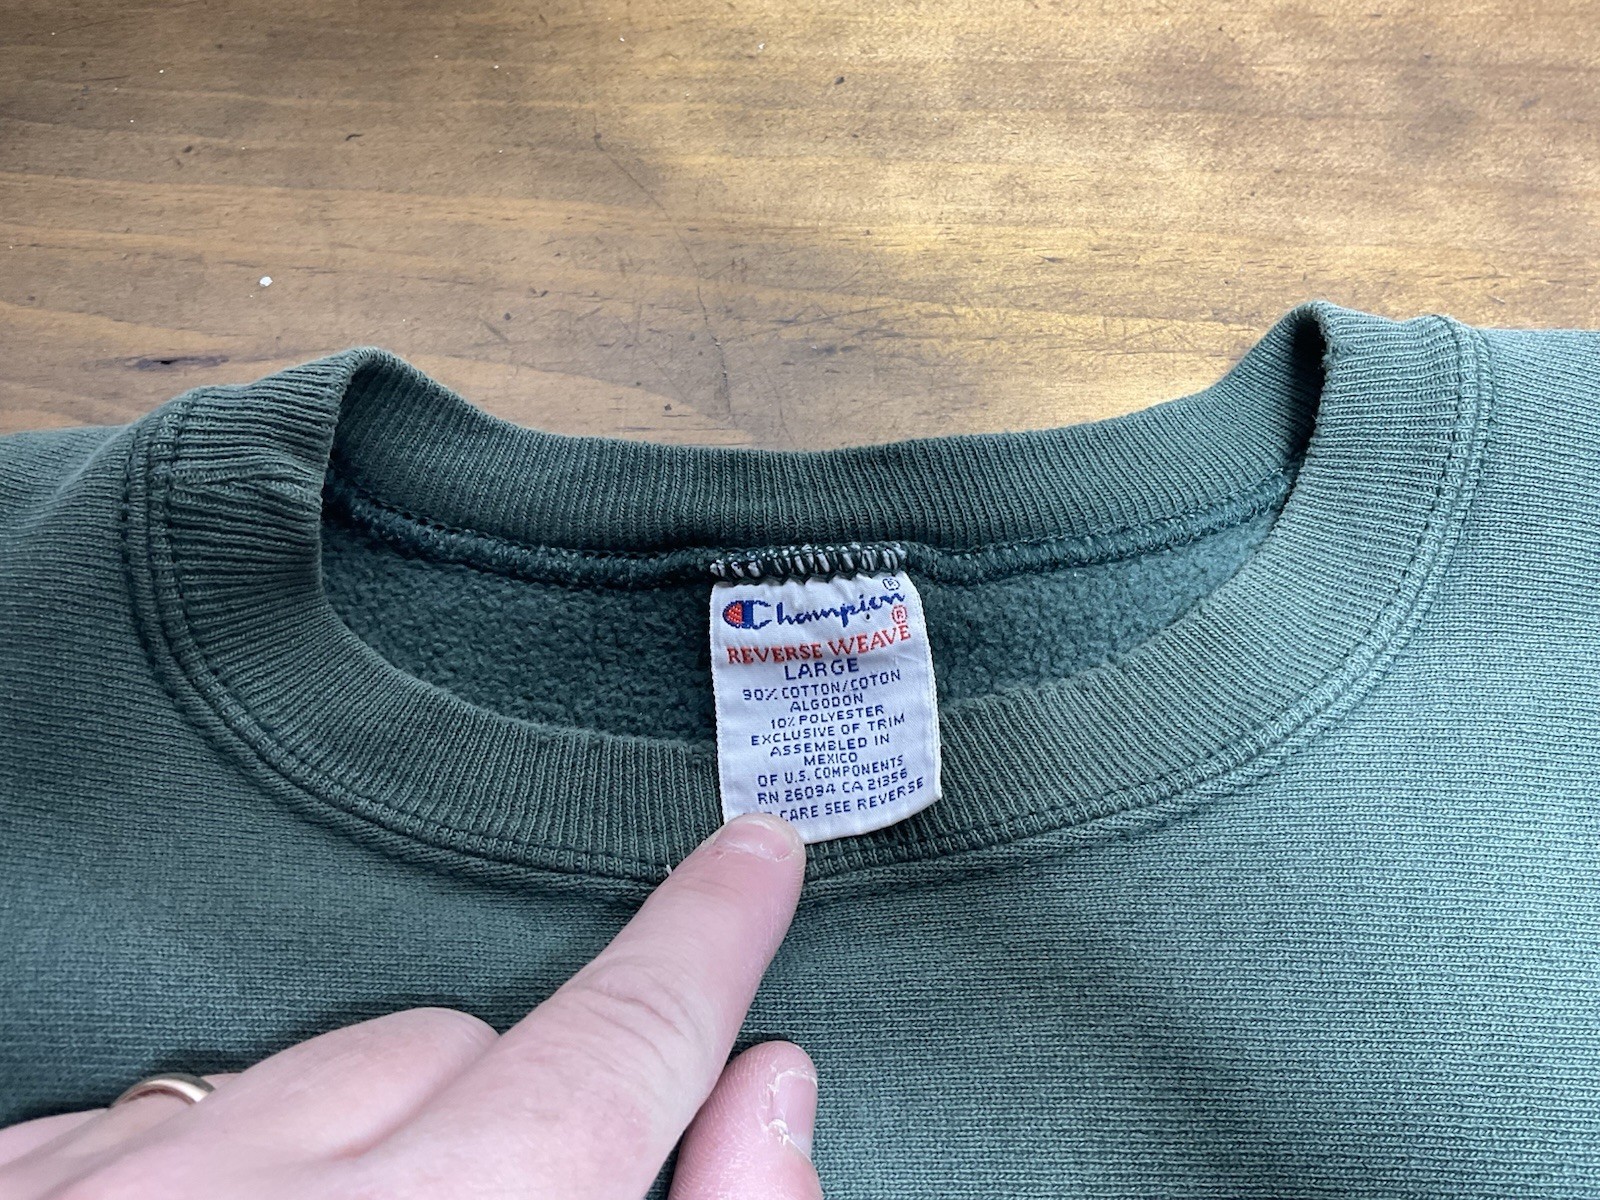 Champion®
REVERSE WEAVE®
LARGE
90% COTTON/COTON
ALGODON
10% POLYESTER
EXCLUSIVE OF TRIM
ASSEMBLED IN
MEXICO
OF U.S. COMPONENTS
RN 26094 CA 21356
CARE SEE REVERSE